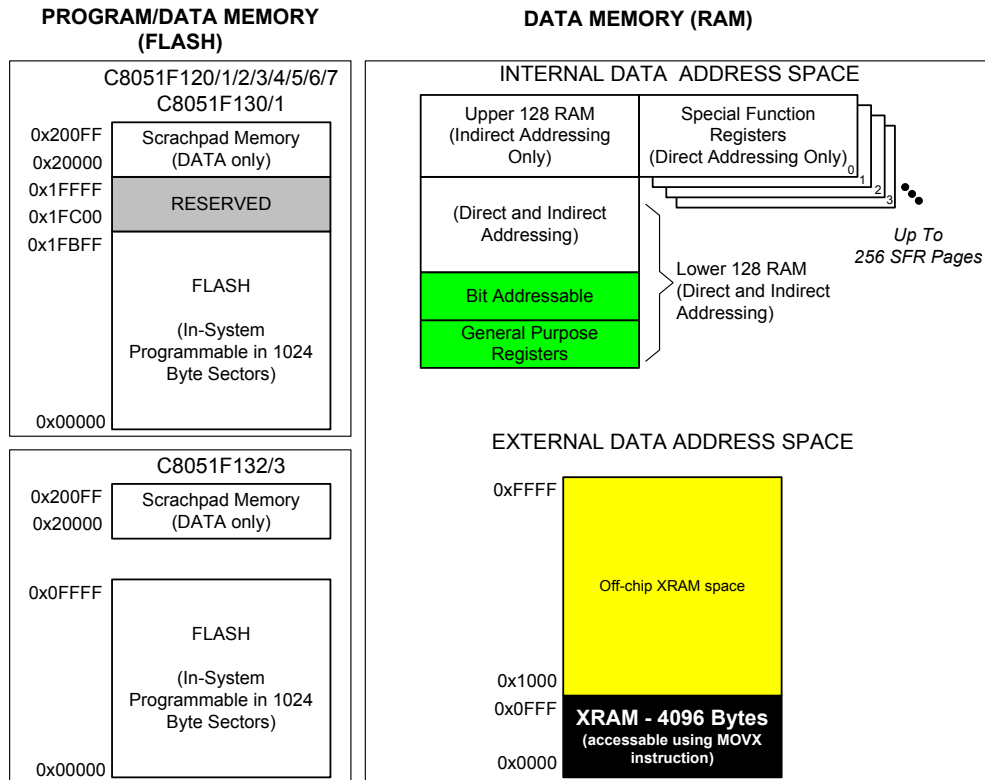 PROGRAM/DATA MEMORY
(FLASH)
C8051F120/1/2/3/4/5/6/7
C8051F130/1
0x200FF
0x20000
Scrachpad Memory
(DATA only)
0x1FFFF
0x1FC00
RESERVED
0x1FBFF
FLASH
(In-System
Programmable in 1024
Byte Sectors)
0x00000
C8051F132/3
0x200FF
0x20000
Scrachpad Memory
(DATA only)
0x0FFFF
FLASH
(In-System
Programmable in 1024
Byte Sectors)
0x00000
DATA MEMORY (RAM)
INTERNAL DATA ADDRESS SPACE
Upper 128 RAM
(Indirect Addressing
Only)
Special Function
Registers
(Direct Addressing Only)
0
1
2
3
Up To
256 SFR Pages
(Direct and Indirect
Addressing)
Bit Addressable
General Purpose
Registers
Lower 128 RAM
(Direct and Indirect
Addressing)
EXTERNAL DATA ADDRESS SPACE
0xFFFF
Off-chip XRAM space
0x1000
0x0FFF
XRAM - 4096 Bytes
(accessable using MOVX
instruction)
0x0000